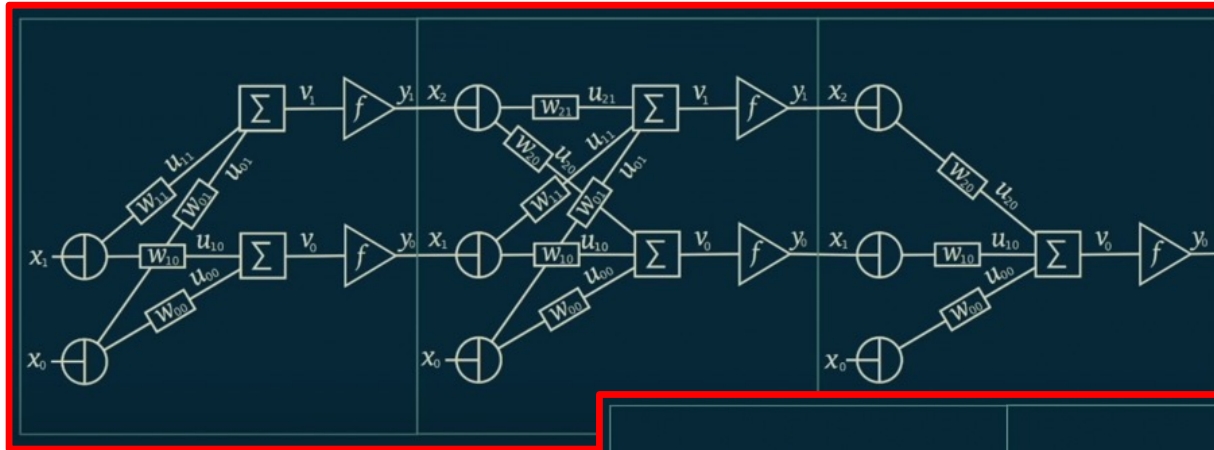 Σ v₁ f y₁ x₂ w₂₁ u₂₁ Σ v₁ f y₁ x₂
u₁₁ u₀₁ w₂₀ u₂₀ u₁₁ u₀₁
w₁₁ w₀₁ w₁₁ w₀₁ w₂₀ u₂₀
x₁ w₁₀ u₁₀ Σ v₀ f y₀ x₁ w₁₀ u₁₀ Σ v₀ f y₀ x₁ w₁₀ u₁₀ Σ v₀ f y₀
u₀₀ u₀₀ u₀₀
w₀₀ w₀₀ w₀₀
x₀ x₀ x₀